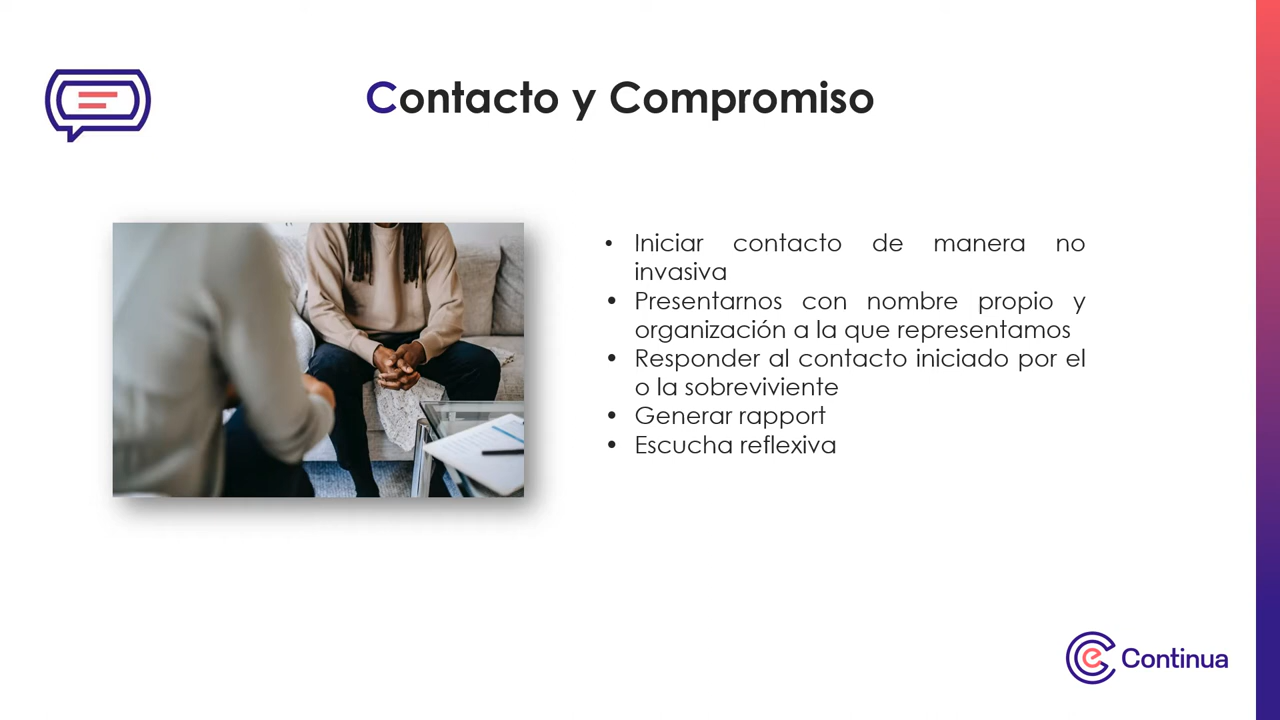 Contacto y Compromiso
• Iniciar contacto de manera no
invasiva
• Presentarnos con nombre propio y
organización a la que representamos
• Responder al contacto iniciado por el
o la sobreviviente
• Generar rapport
• Escucha reflexiva
e Continua